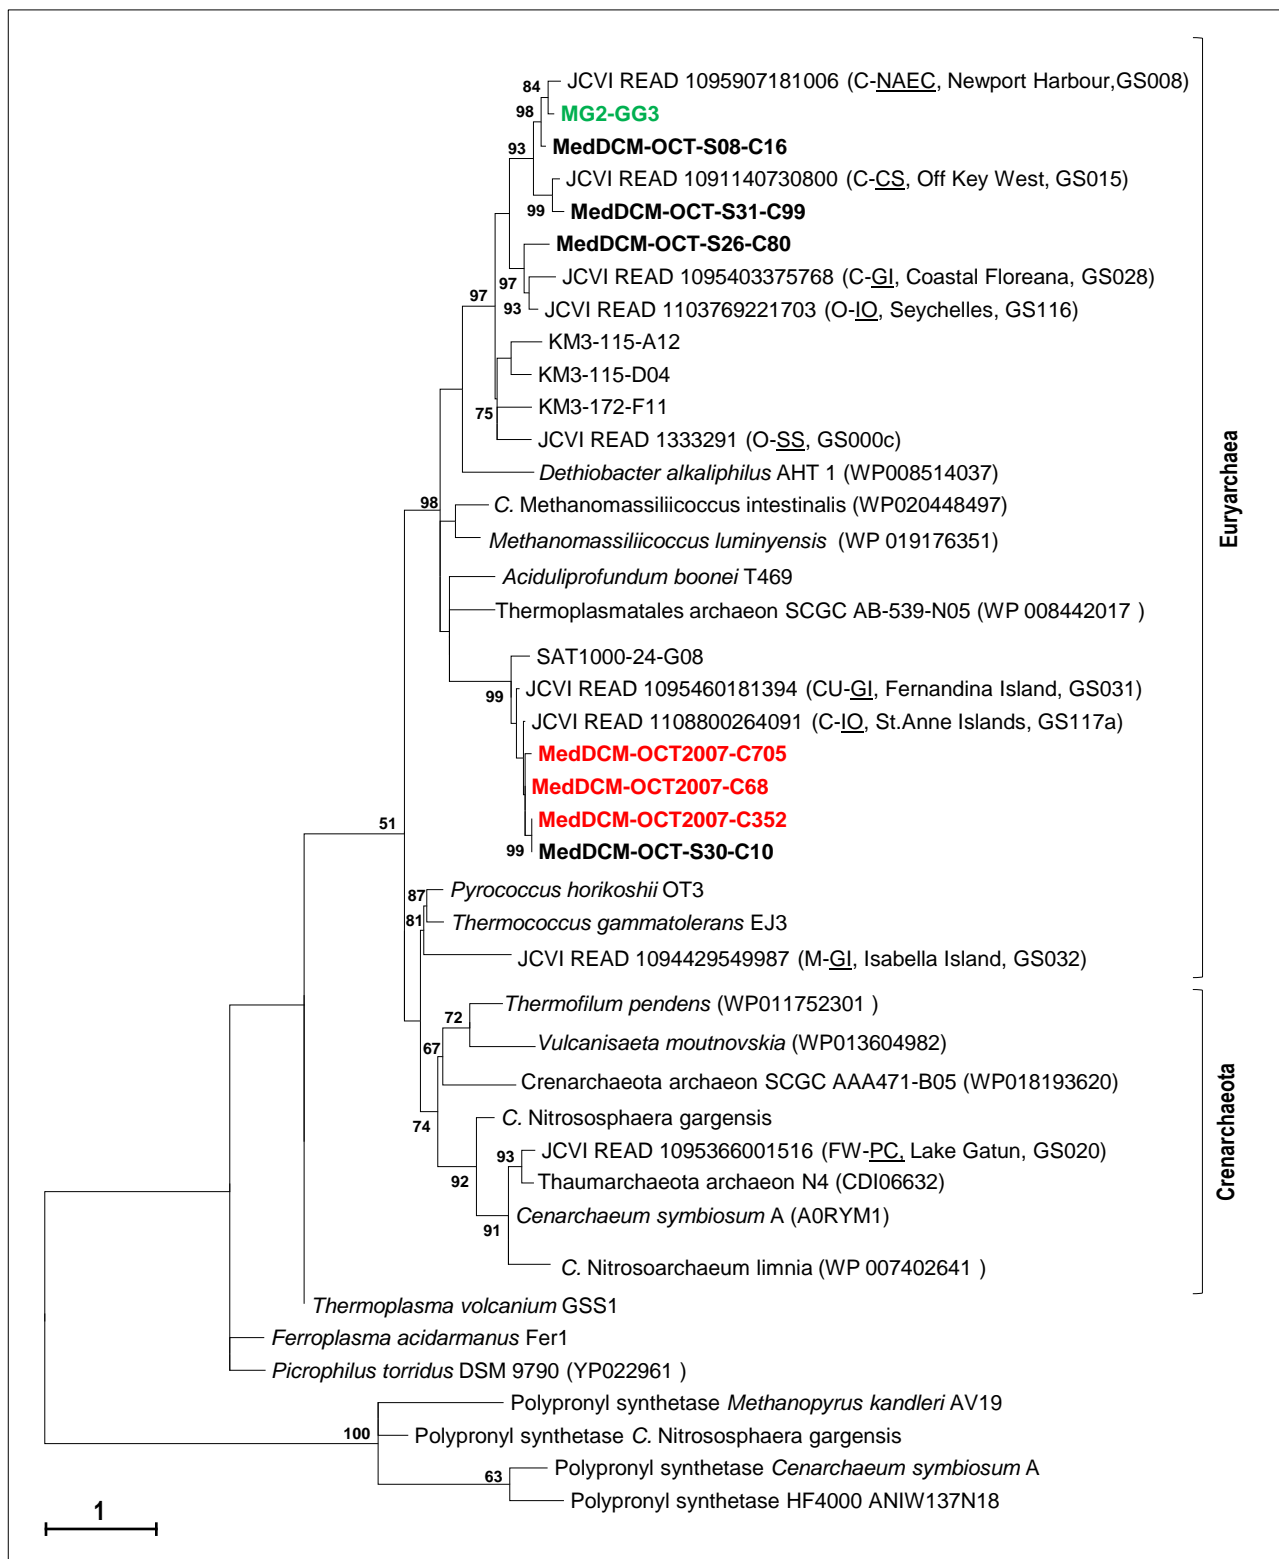 84
JCVI READ 1095907181006 (C-NAEC, Newport Harbour,GS008)
98
MG2-GG3
93
MedDCM-OCT-S08-C16
JCVI READ 1091140730800 (C-CS, Off Key West, GS015)
99
MedDCM-OCT-S31-C99
MedDCM-OCT-S26-C80
97
JCVI READ 1095403375768 (C-GI, Coastal Floreana, GS028)
97
93
JCVI READ 1103769221703 (O-IO, Seychelles, GS116)
KM3-115-A12
KM3-115-D04
75
KM3-172-F11
JCVI READ 1333291 (O-SS, GS000c)
Dethiobacter alkaliphilus AHT 1 (WP008514037)
98
C. Methanomassiliicoccus intestinalis (WP020448497)
Methanomassiliicoccus luminyensis (WP 019176351)
Aciduliprofundum boonei T469
Thermoplasmatales archaeon SCGC AB-539-N05 (WP 008442017 )
SAT1000-24-G08
99
JCVI READ 1095460181394 (CU-GI, Fernandina Island, GS031)
JCVI READ 1108800264091 (C-IO, St.Anne Islands, GS117a)
MedDCM-OCT2007-C705
MedDCM-OCT2007-C68
51
MedDCM-OCT2007-C352
99
MedDCM-OCT-S30-C10
Euryarchaea
87
Pyrococcus horikoshii OT3
81
Thermococcus gammatolerans EJ3
JCVI READ 1094429549987 (M-GI, Isabella Island, GS032)
72
Thermofilum pendens (WP011752301 )
67
Vulcanisaeta moutnovskia (WP013604982)
Crenarchaeota archaeon SCGC AAA471-B05 (WP018193620)
74
C. Nitrososphaera gargensis
93
JCVI READ 1095366001516 (FW-PC, Lake Gatun, GS020)
92
Thaumarchaeota archaeon N4 (CDI06632)
91
Cenarchaeum symbiosum A (A0RYM1)
C. Nitrosoarchaeum limnia (WP 007402641 )
Crenarchaeota
Thermoplasma volcanium GSS1
Ferroplasma acidarmanus Fer1
Picrophilus torridus DSM 9790 (YP022961 )
Polypronyl synthetase Methanopyrus kandleri AV19
100
Polypronyl synthetase C. Nitrososphaera gargensis
63
Polypronyl synthetase Cenarchaeum symbiosum A
Polypronyl synthetase HF4000 ANIW137N18
1